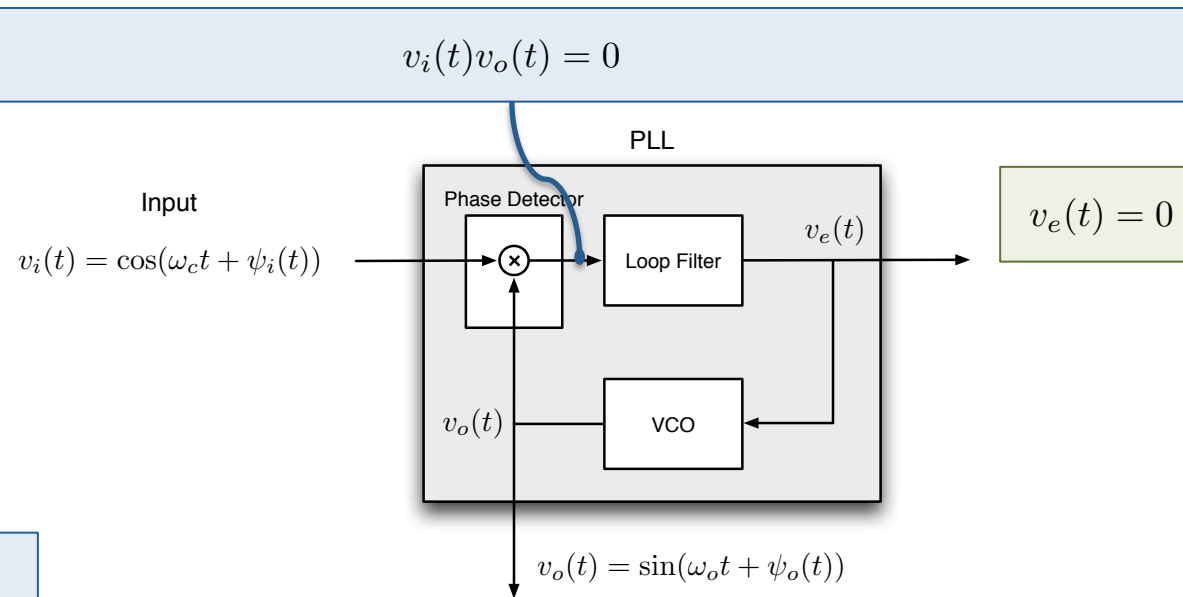 v_i(t)v_o(t) = 0
PLL
Input
Phase Detector
v_e(t) = 0
v_e(t)
v_i(t) = cos(ω_c t + ψ_i(t))
×
Loop Filter
v_o(t)
VCO
v_o(t) = sin(ω_o t + ψ_o(t))